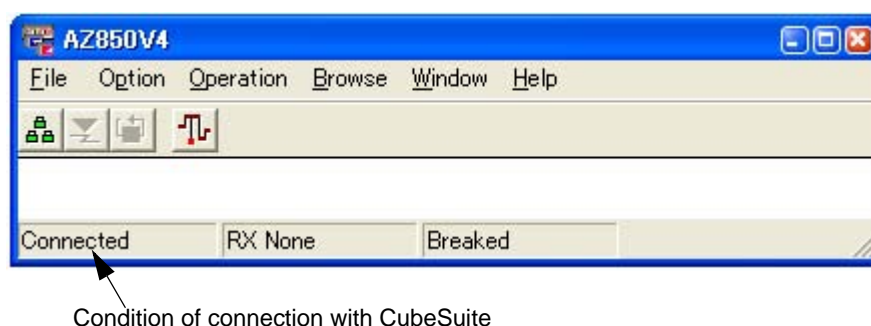 AZ850V4
File Option Operation Browse Window Help
Connected RX None Breaked
Condition of connection with CubeSuite